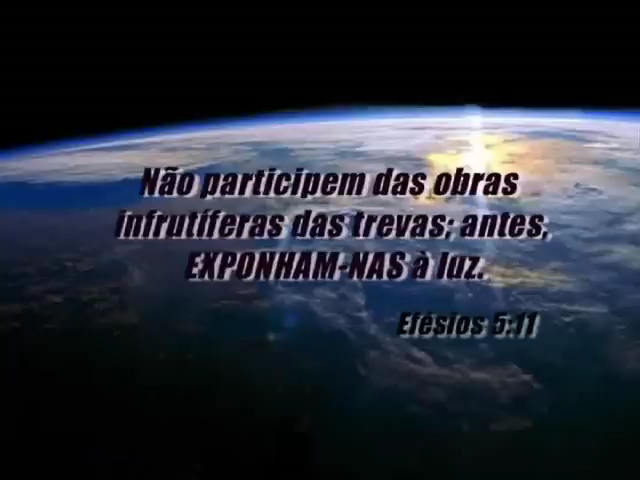 Não participem das obras
infrutíferas das trevas; antes,
EXPONHAM-NAS à luz.
Efésios 5:11